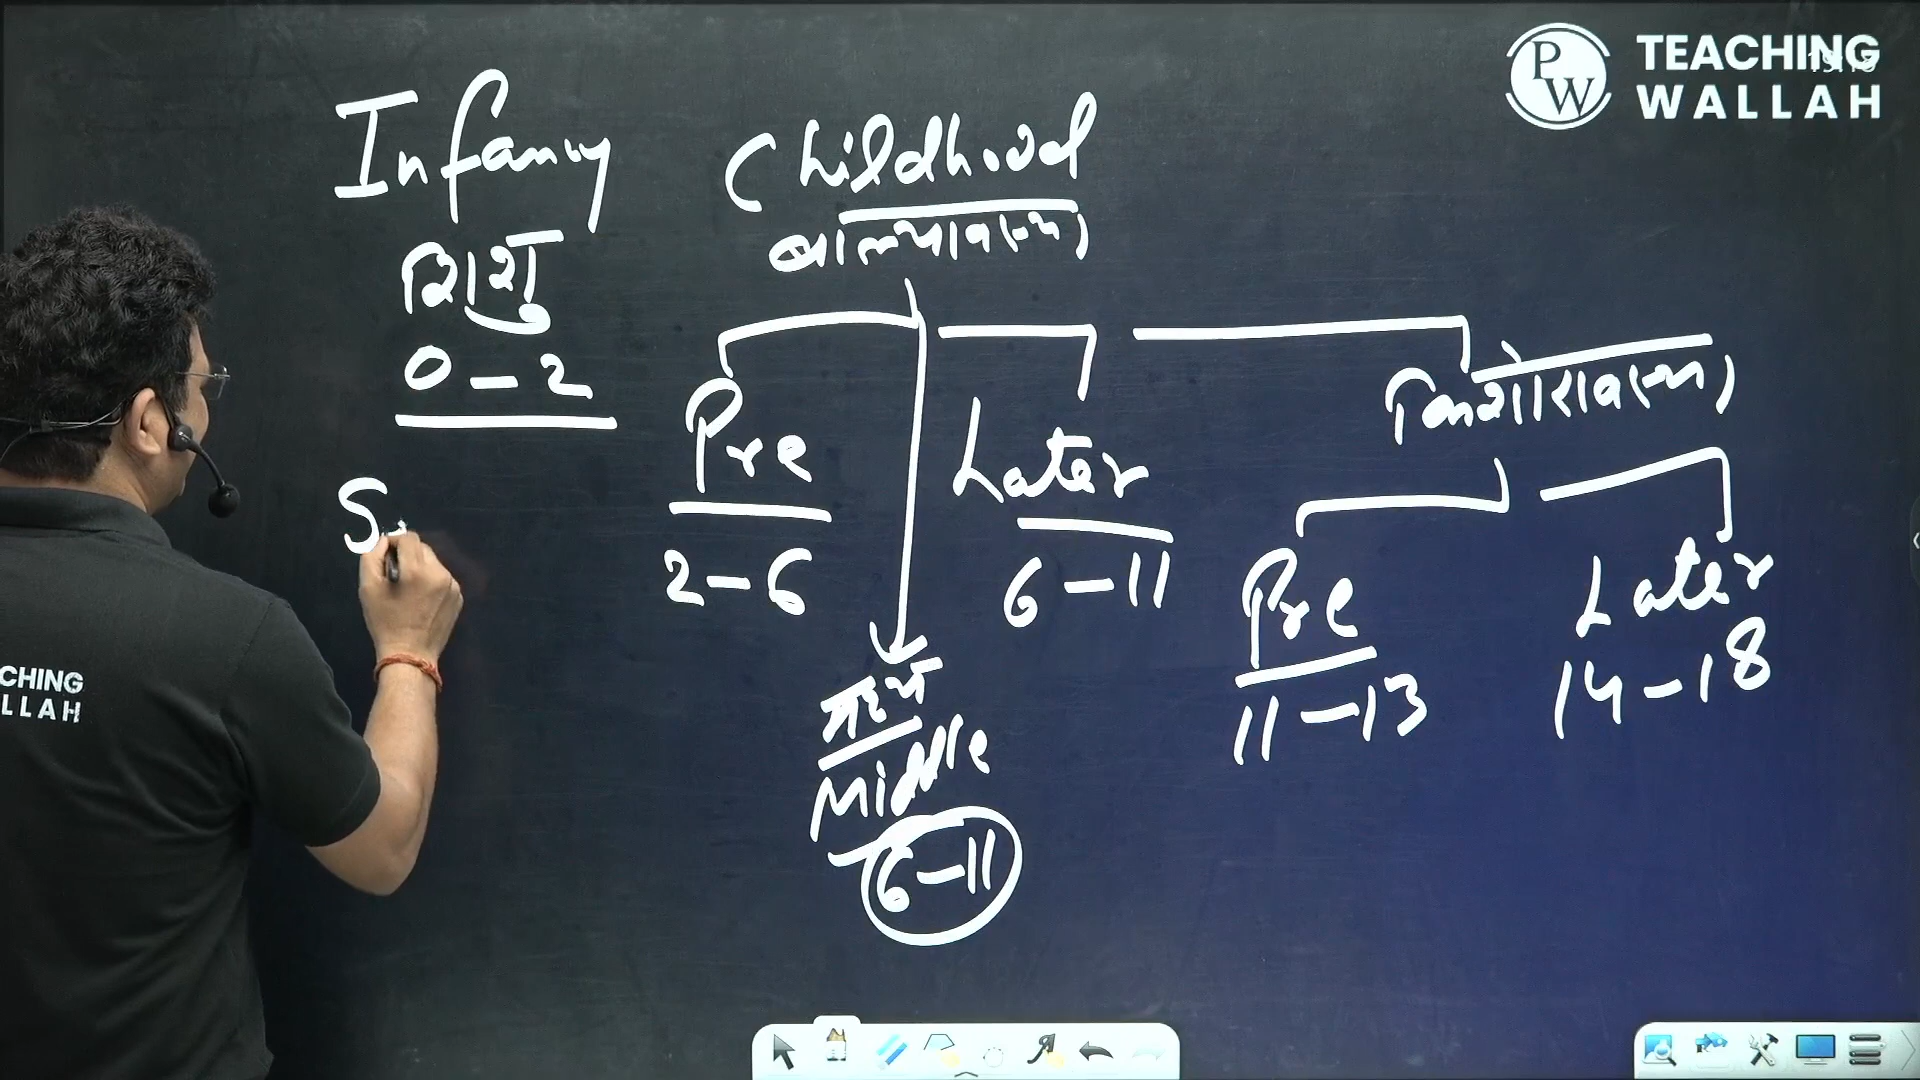 TEACHING
WALLAH
PW
Infancy
शिशु
0-2
Childhood
बाल्यावस्था
Pre
2-6
Later
6-11
किशोरावस्था
Pre
11-13
Later
14-18
मध्य
Middle
6-11
S
CHING
LLAH